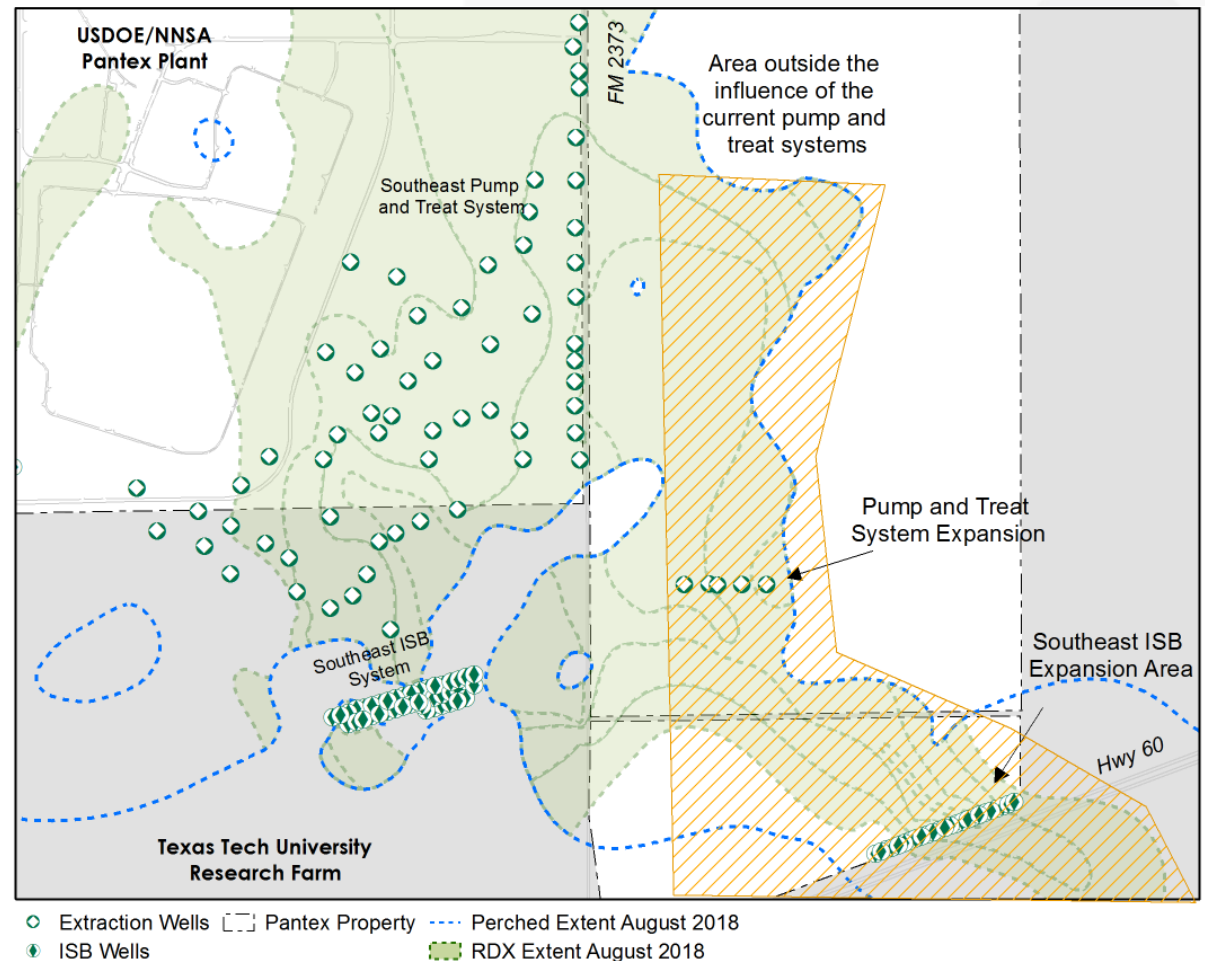 USDOE/NNSA
Pantex Plant
FM 2373
Area outside the
influence of the
current pump and
treat systems
Southeast Pump
and Treat System
Pump and Treat
System Expansion
Southeast ISB
System
Southeast ISB
Expansion Area
Hwy 60
Texas Tech University
Research Farm
Extraction Wells
Pantex Property
Perched Extent August 2018
ISB Wells
RDX Extent August 2018